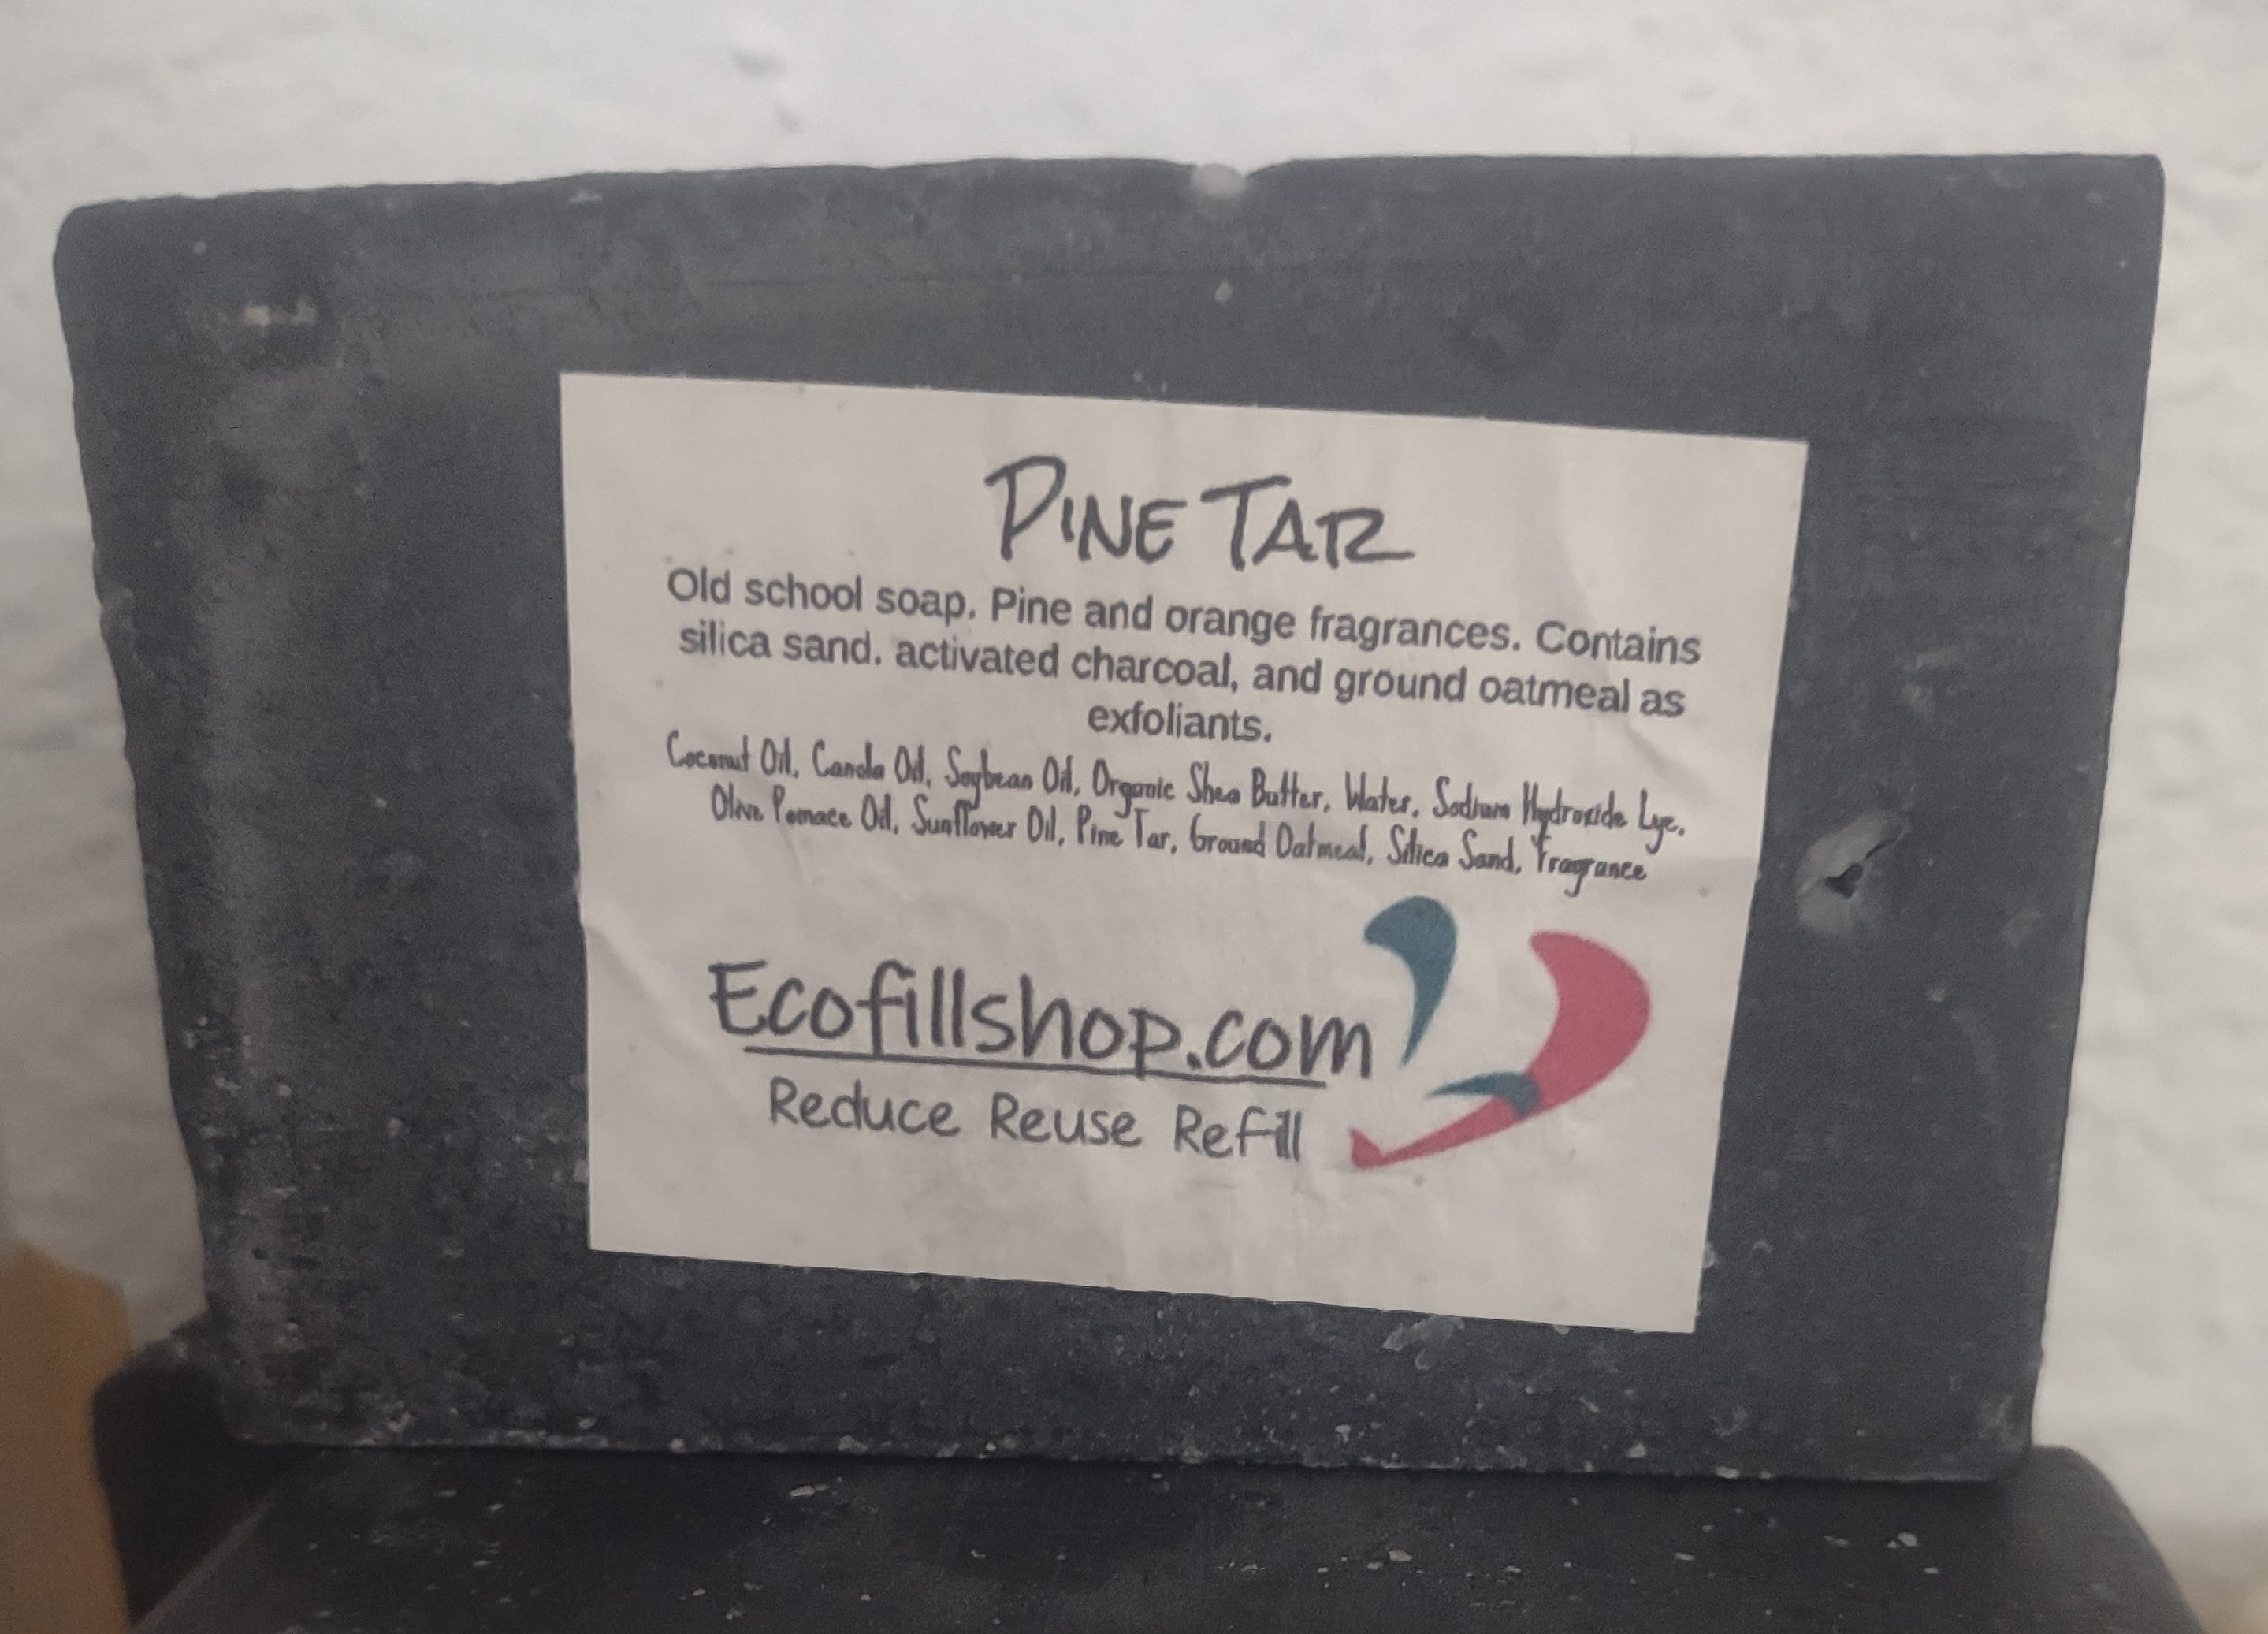 PINE TAR
Old school soap. Pine and orange fragrances. Contains
silica sand. activated charcoal, and ground oatmeal as
exfoliants.
Coconut Oil, Canola Oil, Soybean Oil, Organic Shea Butter, Water, Sodium Hydroxide Lye,
Olive Pomace Oil, Sunflower Oil, Pine Tar, Ground Oatmeal, Silica Sand, Fragrance
Ecofillshop.com
Reduce Reuse Refill